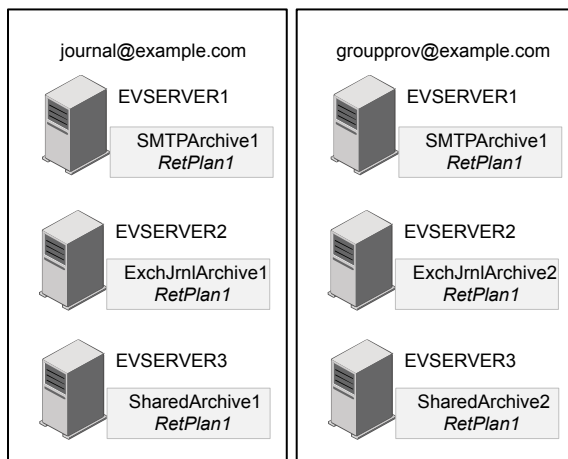 journal@example.com
EVSERVER1
SMTPArchive1
RetPlan1
EVSERVER2
ExchJrnlArchive1
RetPlan1
EVSERVER3
SharedArchive1
RetPlan1
groupprov@example.com
EVSERVER1
SMTPArchive1
RetPlan1
EVSERVER2
ExchJrnlArchive2
RetPlan1
EVSERVER3
SharedArchive2
RetPlan1